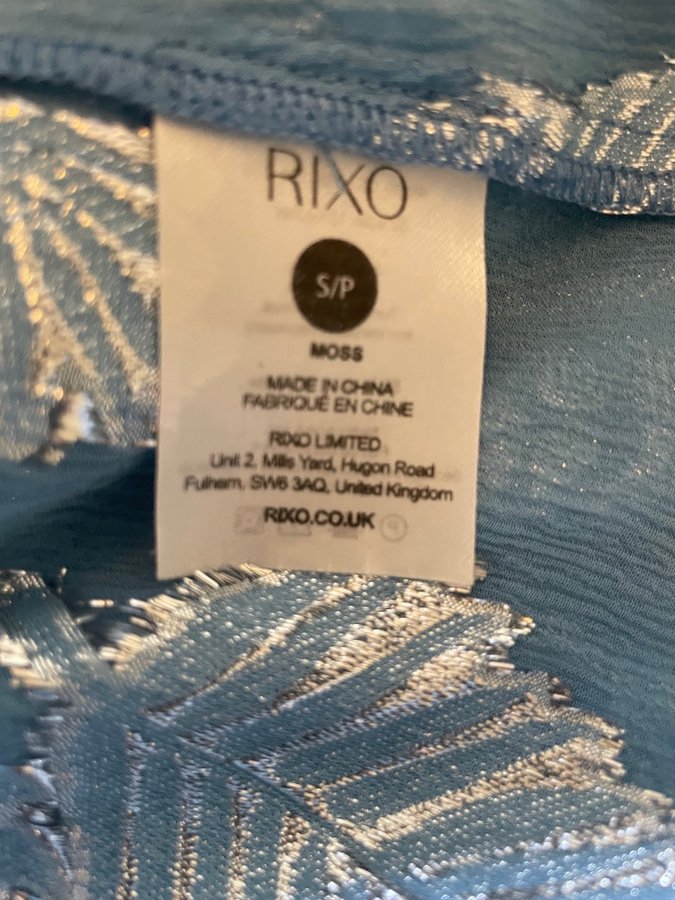 RIXO
S/P
MOSS
MADE IN CHINA
FABRIQUÉ EN CHINE
RIXO LIMITED
Unit 2, Mills Yard, Hugon Road
Fulham, SW6 3AQ, United Kingdom
RIXO.CO.UK